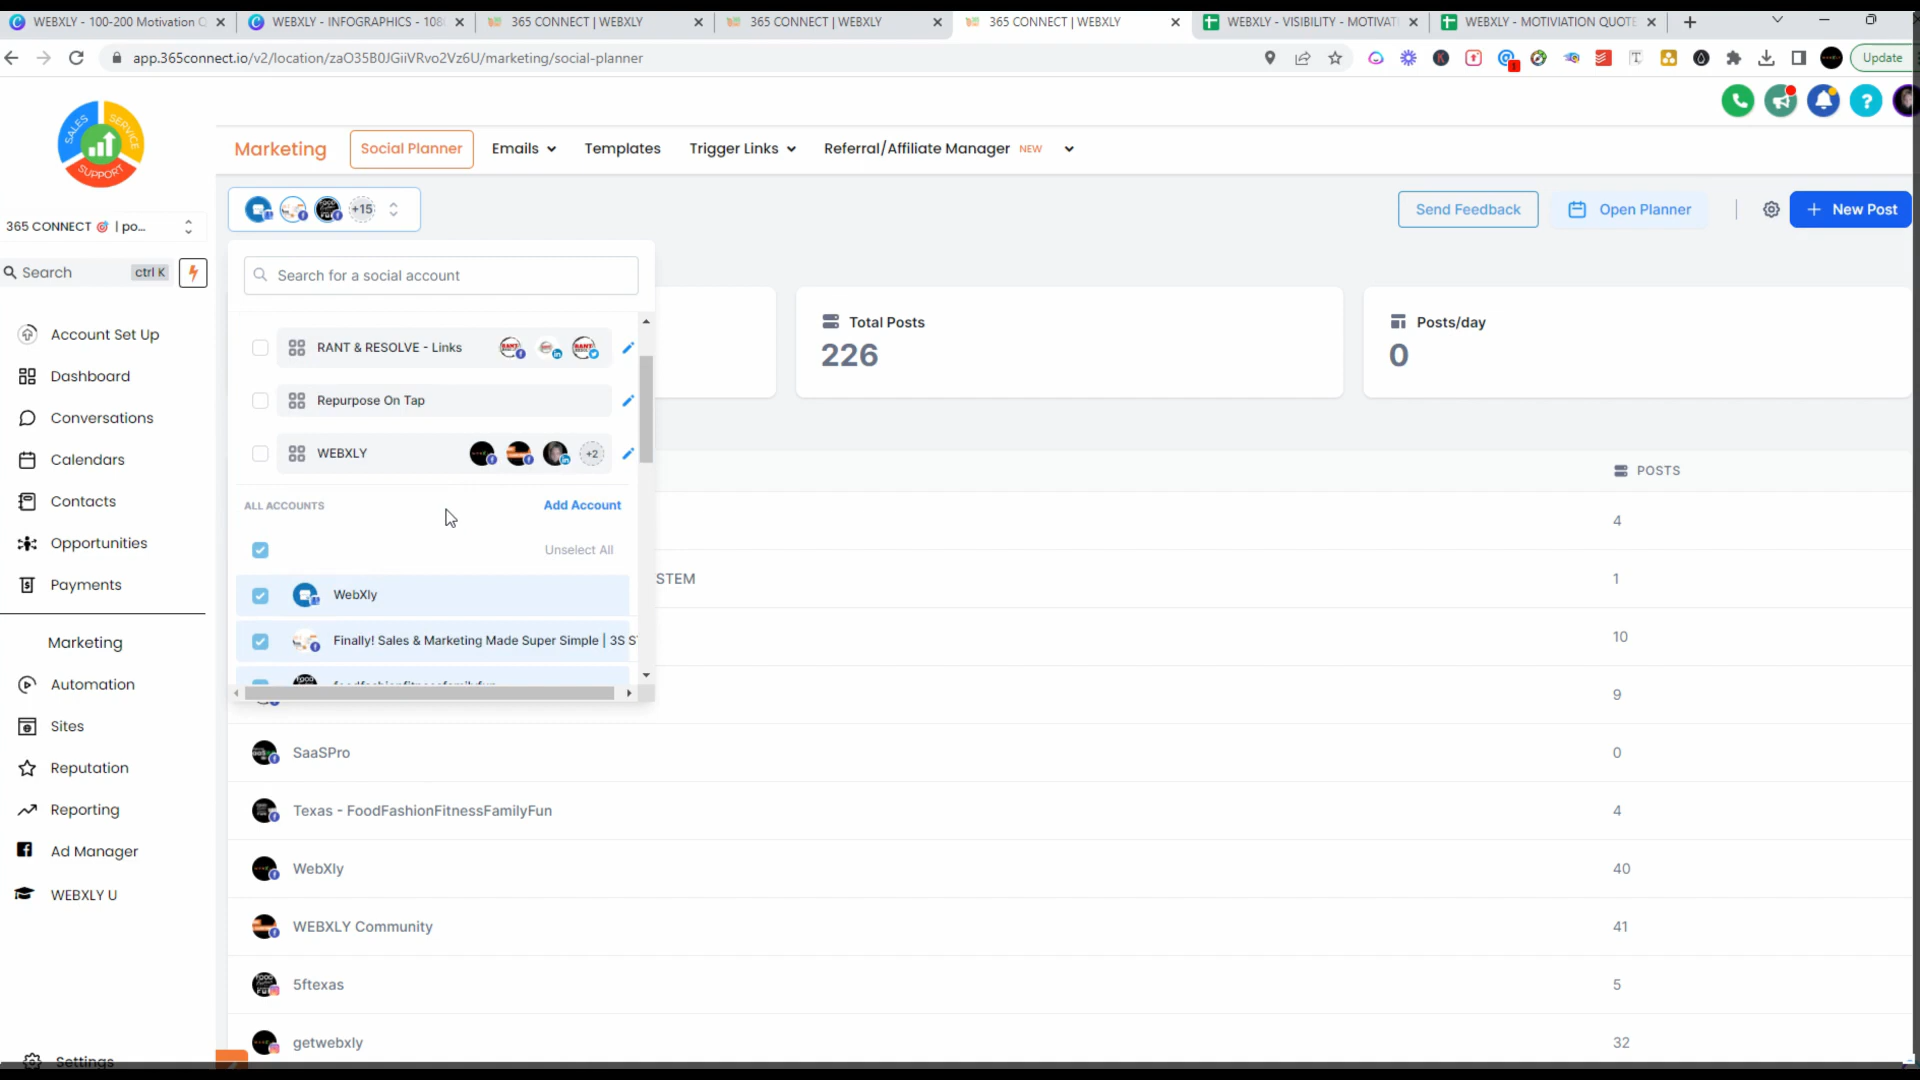 WEBXLY - 100-200 Motivation Q
WEBXLY - INFOGRAPHICS - 108
365 CONNECT | WEBXLY
365 CONNECT | WEBXLY
365 CONNECT | WEBXLY
WEBXLY - VISIBILITY - MOTIVAT
WEBXLY - MOTIVIATION QUOTE
app.365connect.io/v2/location/zaO35B0JGiiVRvo2Vz6U/marketing/social-planner
Update
SALES SERVICE SUPPORT
Marketing
Social Planner
Emails
Templates
Trigger Links
Referral/Affiliate Manager NEW
365 CONNECT 🎯 | po...
+15
Send Feedback
Open Planner
+ New Post
Search
ctrl K
Search for a social account
Account Set Up
Dashboard
Conversations
Calendars
Contacts
Opportunities
Payments
Marketing
Automation
Sites
Reputation
Reporting
Ad Manager
WEBXLY U
Settings
RANT & RESOLVE - Links
Repurpose On Tap
WEBXLY
+2
ALL ACCOUNTS
Add Account
Unselect All
WebXly
Finally! Sales & Marketing Made Super Simple | 3S S
foodfashionfitnessfamilyfun
Total Posts
226
Posts/day
0
POSTS
4
STEM
1
10
9
SaaSPro
0
Texas - FoodFashionFitnessFamilyFun
4
WebXly
40
WEBXLY Community
41
5ftexas
5
getwebxly
32